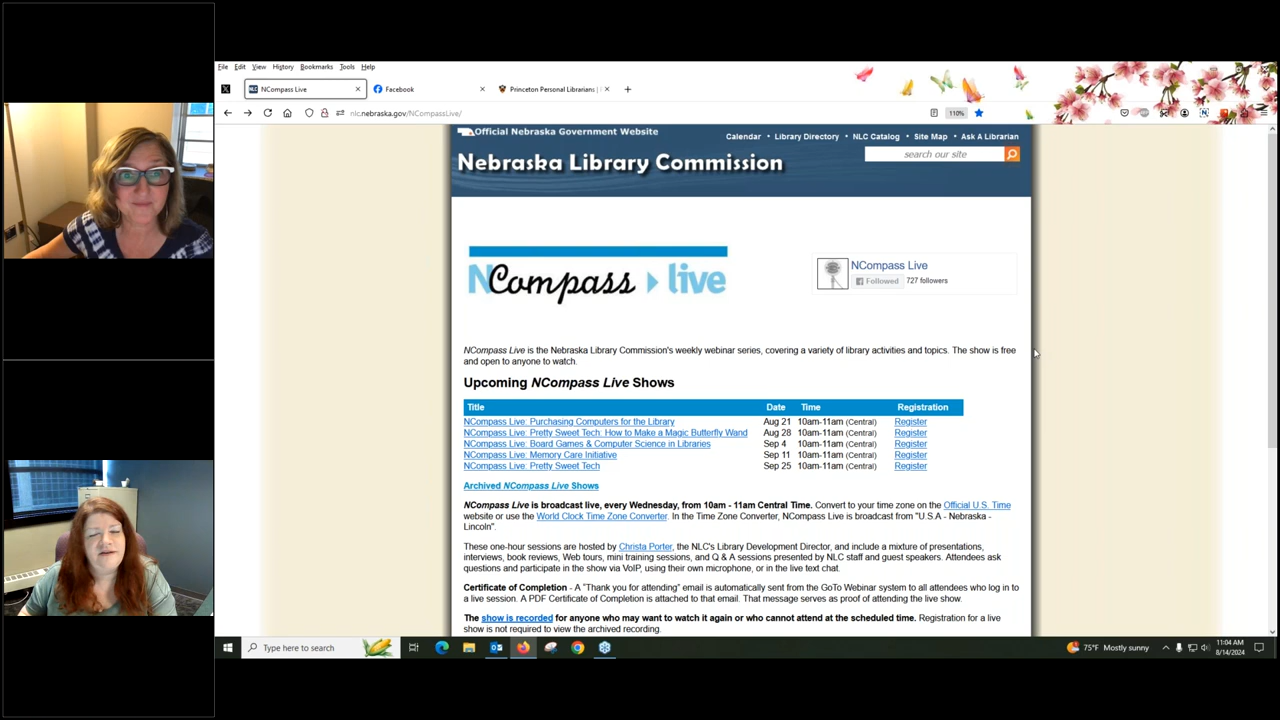 File Edit View History Bookmarks Tools Help
NCompass Live
Facebook
Princeton Personal Librarians |
nlc.nebraska.gov/NCompassLive/
110%
Official Nebraska Government Website
Calendar • Library Directory • NLC Catalog • Site Map • Ask A Librarian
Nebraska Library Commission
search our site
NCompass live
NCompass Live
Followed 727 followers
NCompass Live is the Nebraska Library Commission's weekly webinar series, covering a variety of library activities and topics. The show is free
and open to anyone to watch.
Upcoming NCompass Live Shows
Title Date Time Registration
NCompass Live: Purchasing Computers for the Library Aug 21 10am-11am (Central) Register
NCompass Live: Pretty Sweet Tech: How to Make a Magic Butterfly Wand Aug 28 10am-11am (Central) Register
NCompass Live: Board Games & Computer Science in Libraries Sep 4 10am-11am (Central) Register
NCompass Live: Memory Care Initiative Sep 11 10am-11am (Central) Register
NCompass Live: Pretty Sweet Tech Sep 25 10am-11am (Central) Register
Archived NCompass Live Shows
NCompass Live is broadcast live, every Wednesday, from 10am - 11am Central Time. Convert to your time zone on the Official U.S. Time
website or use the World Clock Time Zone Converter. In the Time Zone Converter, NCompass Live is broadcast from "U.S.A - Nebraska -
Lincoln".
These one-hour sessions are hosted by Christa Porter, the NLC's Library Development Director, and include a mixture of presentations,
interviews, book reviews, Web tours, mini training sessions, and Q & A sessions presented by NLC staff and guest speakers. Attendees ask
questions and participate in the show via VoIP, using their own microphone, or in the live text chat.
Certificate of Completion - A "Thank you for attending" email is automatically sent from the GoTo Webinar system to all attendees who log in to
a live session. A PDF Certificate of Completion is attached to that email. That message serves as proof of attending the live show.
The show is recorded for anyone who may want to watch it again or who cannot attend at the scheduled time. Registration for a live
show is not required to view the archived recording.
Type here to search
75°F Mostly sunny
11:04 AM
8/14/2024